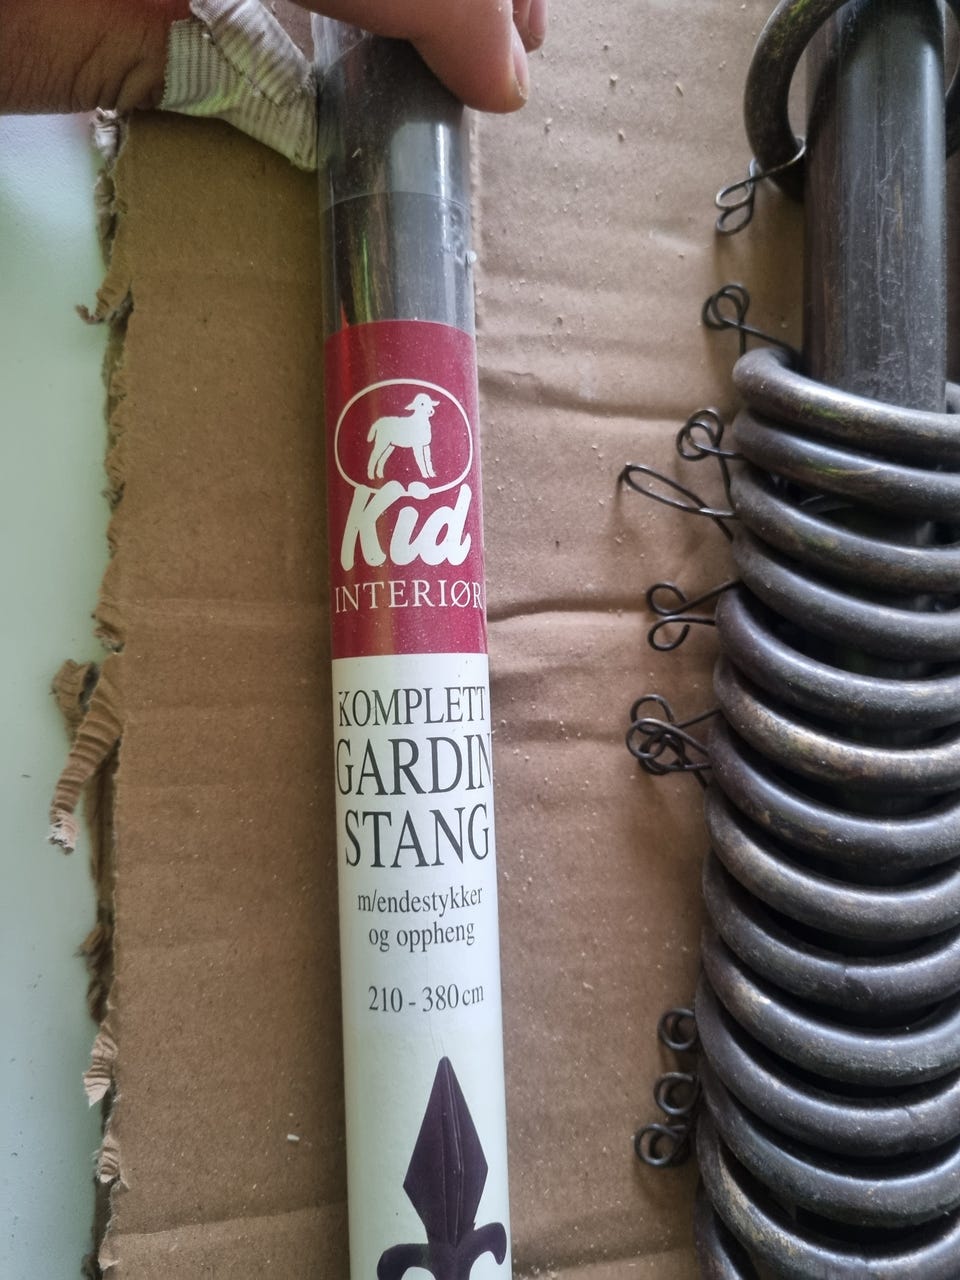 Kid
INTERIØR
KOMPLETT
GARDIN
STANG
m/endestykker
og oppheng
210 - 380 cm